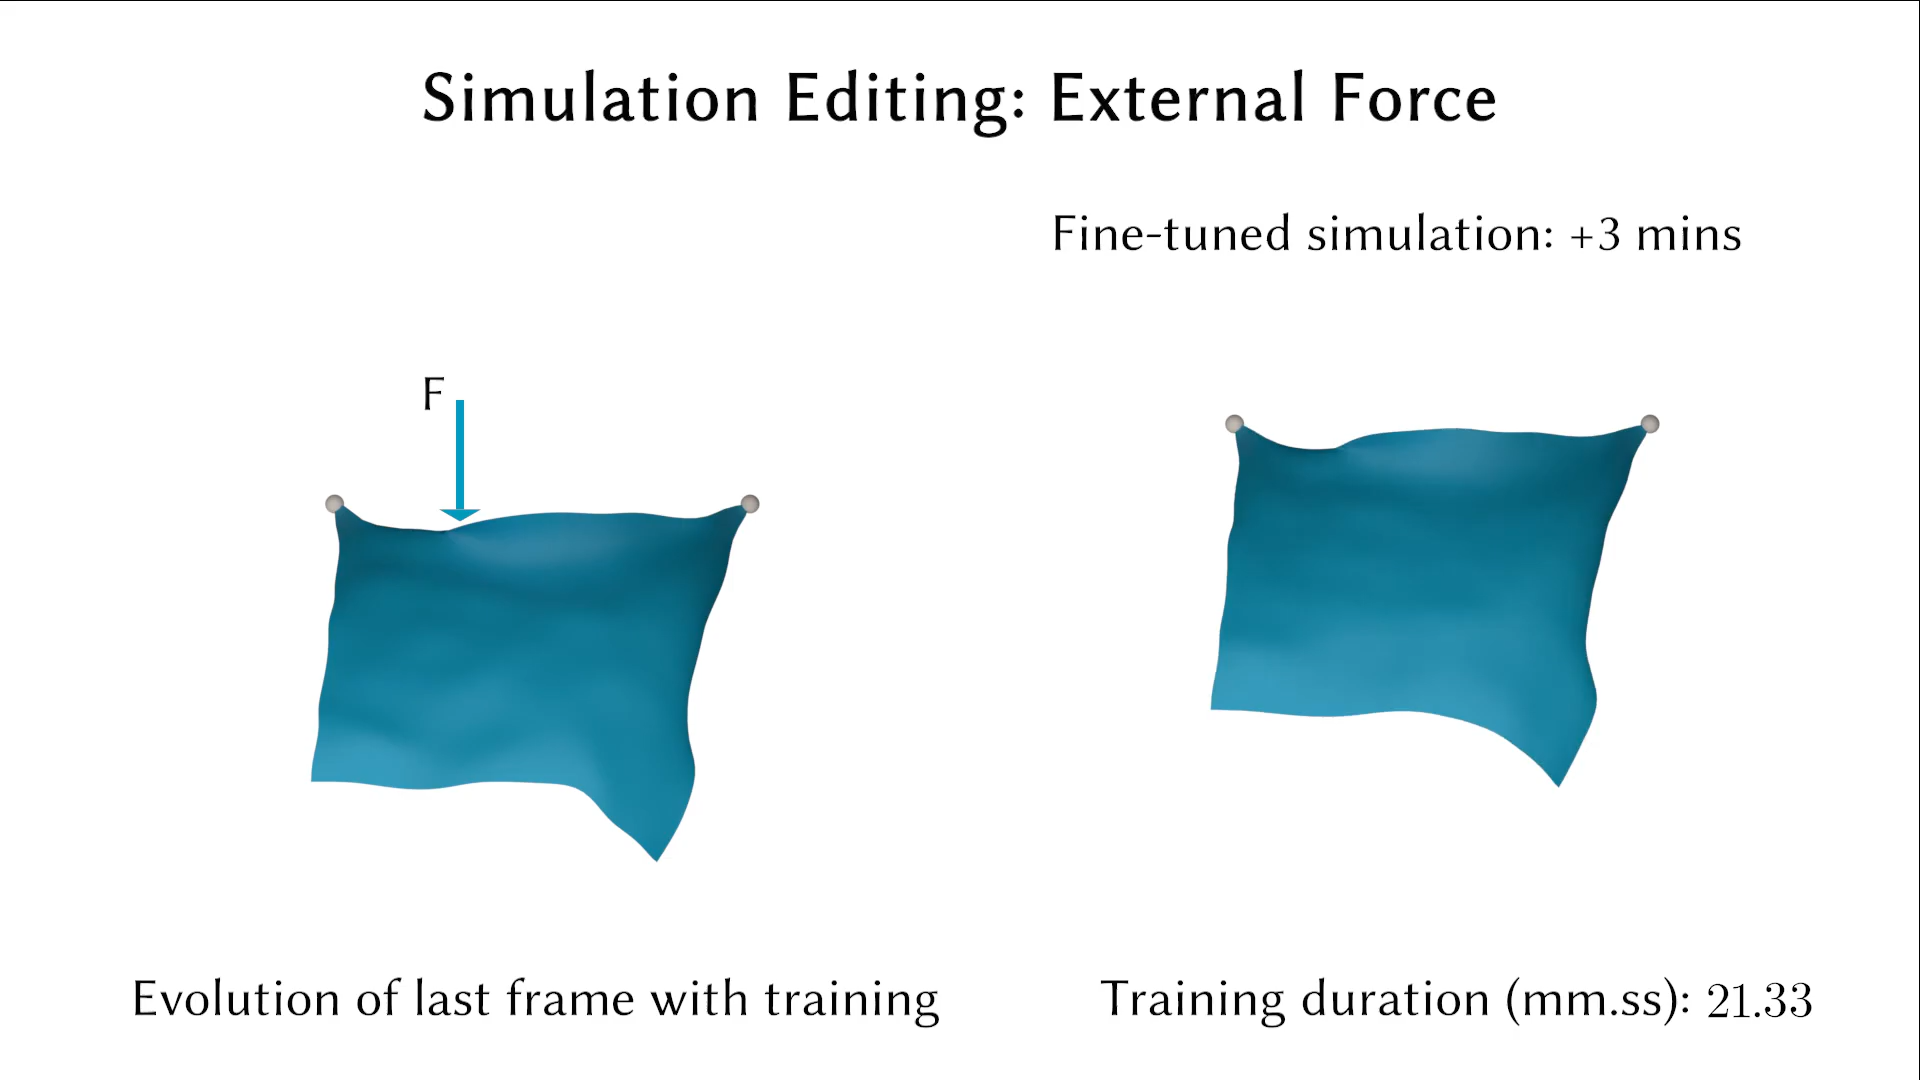 Simulation Editing: External Force
Fine-tuned simulation: +3 mins
F
Evolution of last frame with training
Training duration (mm.ss): 21.33